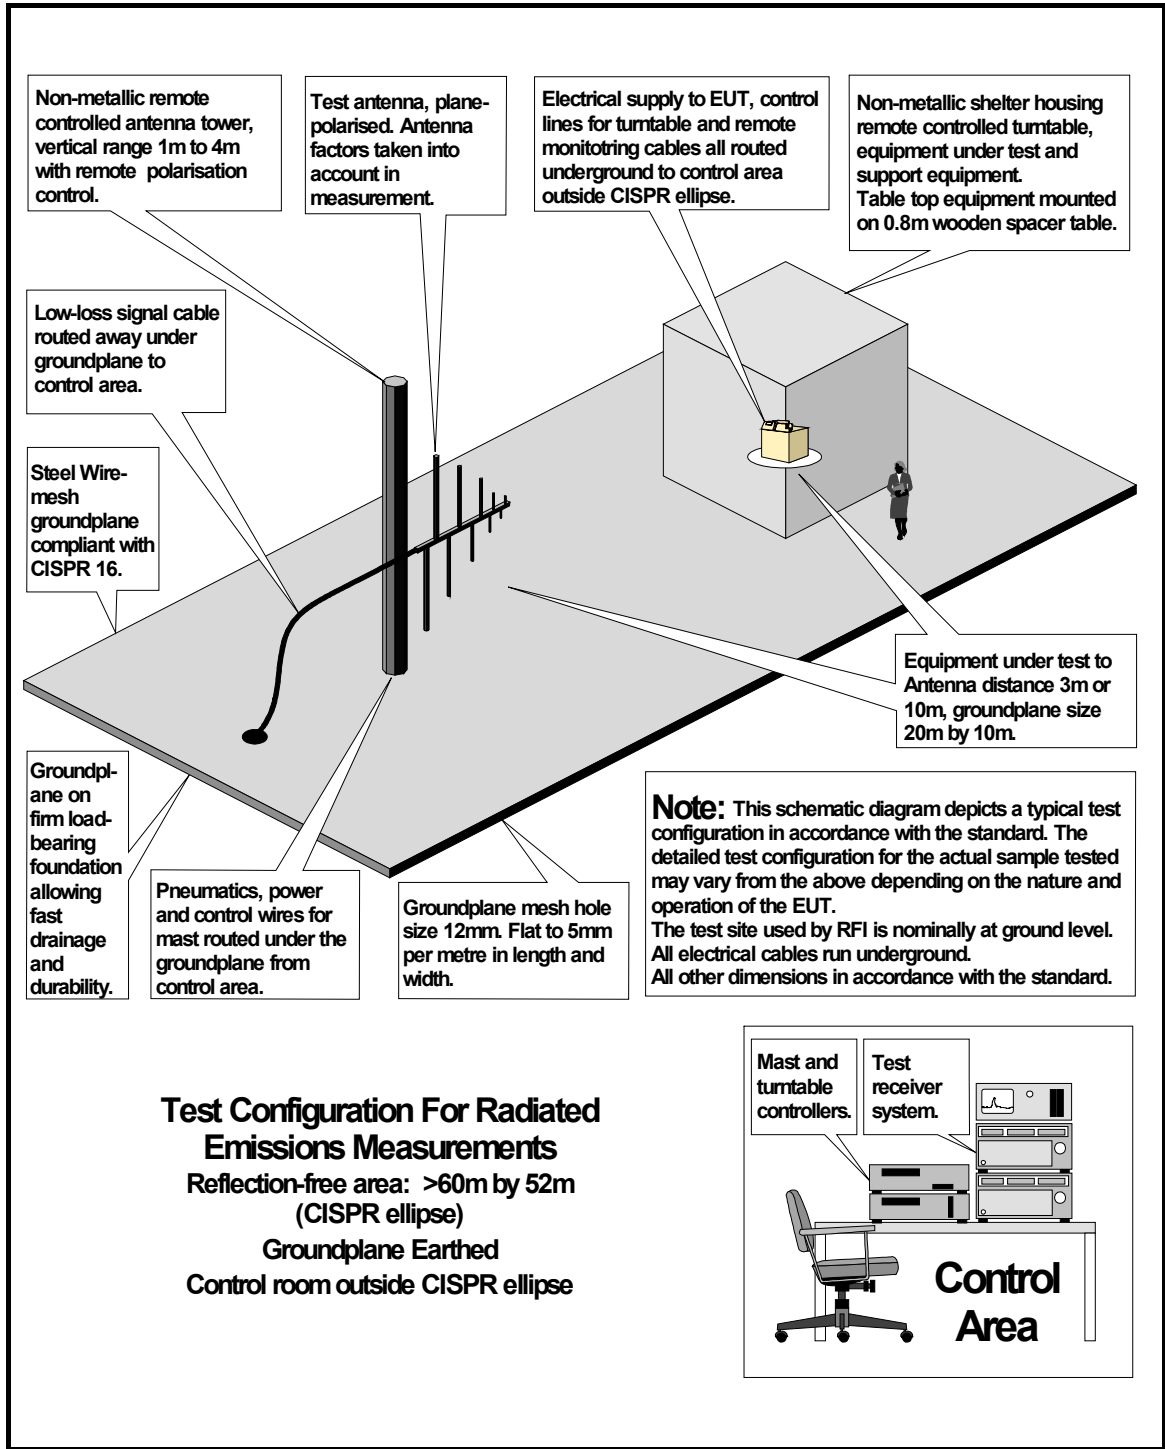 Non-metallic remote
controlled antenna tower,
vertical range 1m to 4m
with remote polarisation
control.
Test antenna, plane-
polarised. Antenna
factors taken into
account in
measurement.
Electrical supply to EUT, control
lines for turntable and remote
monitotring cables all routed
underground to control area
outside CISPR ellipse.
Non-metallic shelter housing
remote controlled turntable,
equipment under test and
support equipment.
Table top equipment mounted
on 0.8m wooden spacer table.
Low-loss signal cable
routed away under
groundplane to
control area.
Steel Wire-
mesh
groundplane
compliant with
CISPR 16.
Equipment under test to
Antenna distance 3m or
10m, groundplane size
20m by 10m.
Groundpl-
ane on
firm load-
bearing
foundation
allowing
fast
drainage
and
durability.
Pneumatics, power
and control wires for
mast routed under the
groundplane from
control area.
Groundplane mesh hole
size 12mm. Flat to 5mm
per metre in length and
width.
Note: This schematic diagram depicts a typical test
configuration in accordance with the standard. The
detailed test configuration for the actual sample tested
may vary from the above depending on the nature and
operation of the EUT.
The test site used by RFI is nominally at ground level.
All electrical cables run underground.
All other dimensions in accordance with the standard.
Test Configuration For Radiated
Emissions Measurements
Reflection-free area: >60m by 52m
(CISPR ellipse)
Groundplane Earthed
Control room outside CISPR ellipse
Mast and
turntable
controllers.
Test
receiver
system.
Control
Area